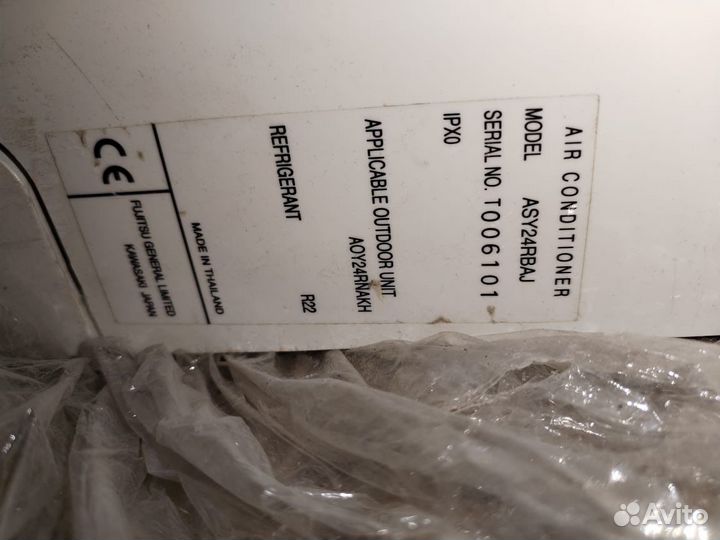 AIR CONDITIONER
MODEL ASY24RBAJ
SERIAL NO. T006101
IPX0
APPLICABLE OUTDOOR UNIT
AOY24RNAKH
REFRIGERANT R22
MADE IN THAILAND
CE
FUJITSU GENERAL LIMITED
KAWASAKI JAPAN
Avito